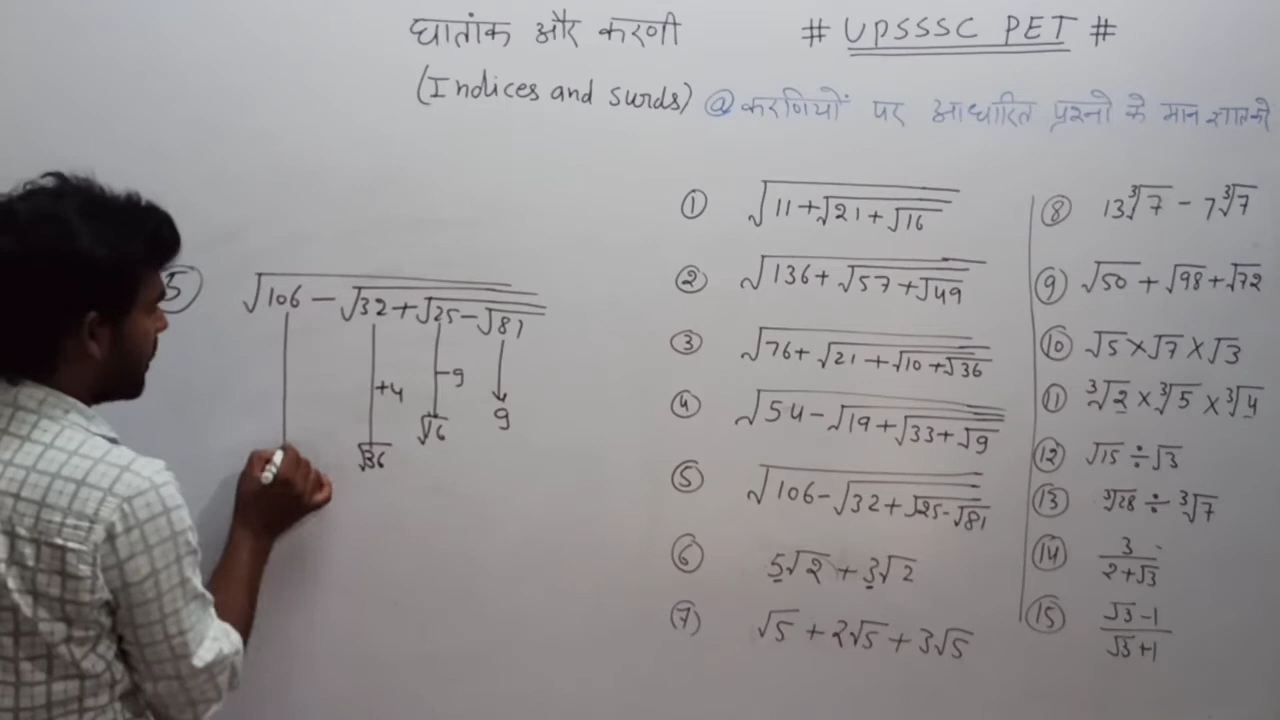 घातांक और करणी # UPSSSC PET #
(Indices and surds) @ करणियों पर आधारित प्रश्नो के मान ज्ञात को
5) √106 − √32 + √25 − √81
+4 −9
√36 √16 9
① √11 + √21 + √16
② √136 + √57 + √49
③ √76 + √21 + √10 + √36
④ √54 − √19 + √33 + √9
⑤ √106 − √32 + √25 − √81
⑥ 5√2 + 3√2
⑦ √5 + 2√5 + 3√5
⑧ 13∛7 − 7∛7
⑨ √50 + √98 + √72
⑩ √5 × √7 × √3
⑪ ∛2 × ∛5 × ∛4
⑫ √15 ÷ √3
⑬ ∛28 ÷ ∛7
⑭ 3 / 2 + √3
⑮ √3 − 1 / √3 + 1